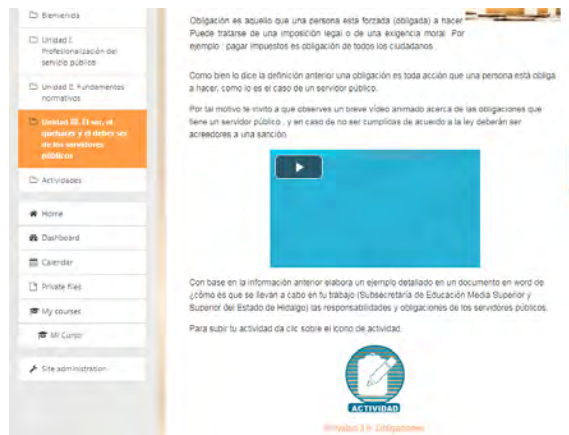 Bienvenida
Unidad I.
Profesionalización del
servicio público
Unidad II. Fundamentos
normativos
Unidad III. El ser, el
quehacer y el deber ser
de los servidores
públicos
Actividades
Home
Dashboard
Calendar
Private files
My courses
Mi Curso
Site administration
Obligación es aquello que una persona está forzada (obligada) a hacer
Puede tratarse de una imposición legal o de una exigencia moral. Por
ejemplo : pagar impuestos es obligación de todos los ciudadanos.
Como bien lo dice la definición anterior una obligación es toda acción que una persona está obliga
a hacer, como lo es el caso de un servidor público.
Por tal motivo te invito a que observes un breve vídeo animado acerca de las obligaciones que
tiene un servidor público , y en caso de no ser cumplidas de acuerdo a la ley deberán ser
acreedores a una sanción
Con base en la información anterior elabora un ejemplo detallado en un documento en word de
¿cómo es que se llevan a cabo en tu trabajo (Subsecretaría de Educación Media Superior y
Superior del Estado de Hidalgo) las responsabilidades y obligaciones de los servidores públicos.
Para subir tu actividad da clic sobre el icono de actividad.
ACTIVIDAD
Obligaciones